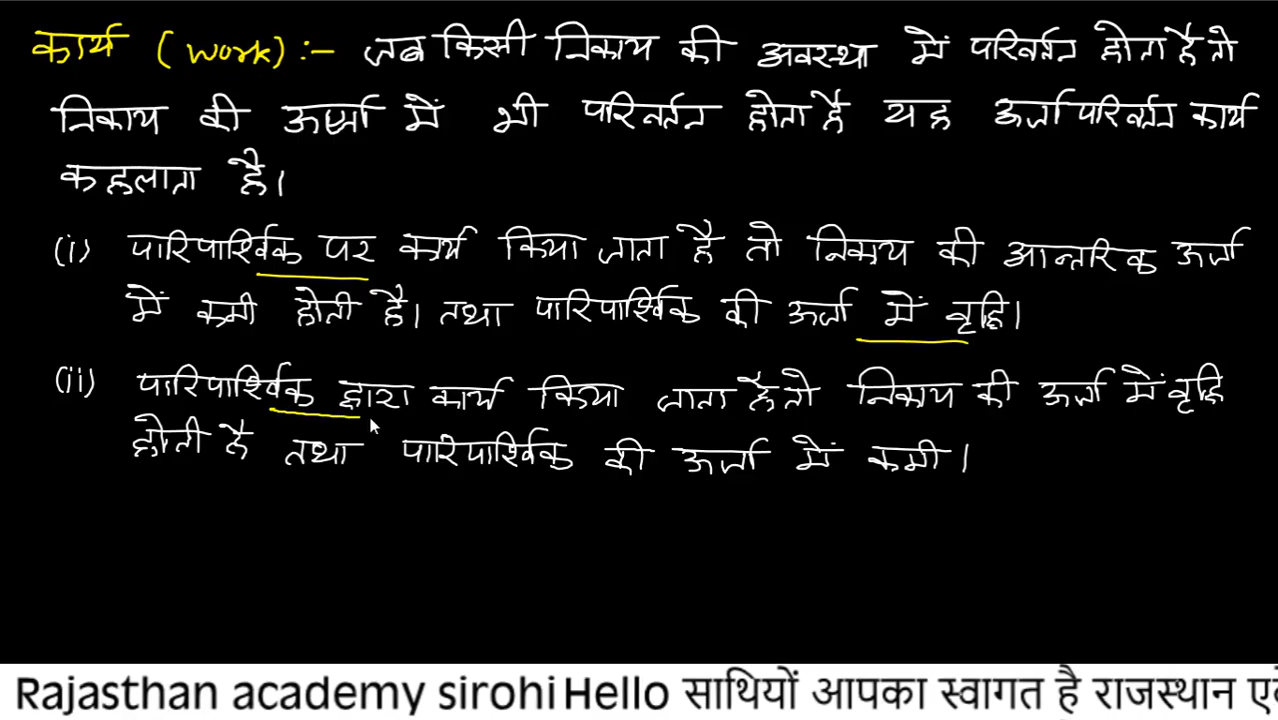 कार्य (work) :- जब किसी निकाय की अवस्था में परिवर्तन होता है तो
निकाय की ऊर्जा में भी परिवर्तन होता है यह ऊर्जा परिवर्तन कार्य
कहलाता है।
(i) पारिपार्श्विक पर कार्य किया जाता है तो निकाय की आन्तरिक ऊर्जा
में कमी होती है। तथा पारिपार्श्विक की ऊर्जा में वृद्धि।
(ii) पारिपार्श्विक द्वारा कार्य किया जाता है तो निकाय की ऊर्जा में वृद्धि
होती है तथा पारिपार्श्विक की ऊर्जा में कमी।
Rajasthan academy sirohi Hello साथियों आपका स्वागत है राजस्थान